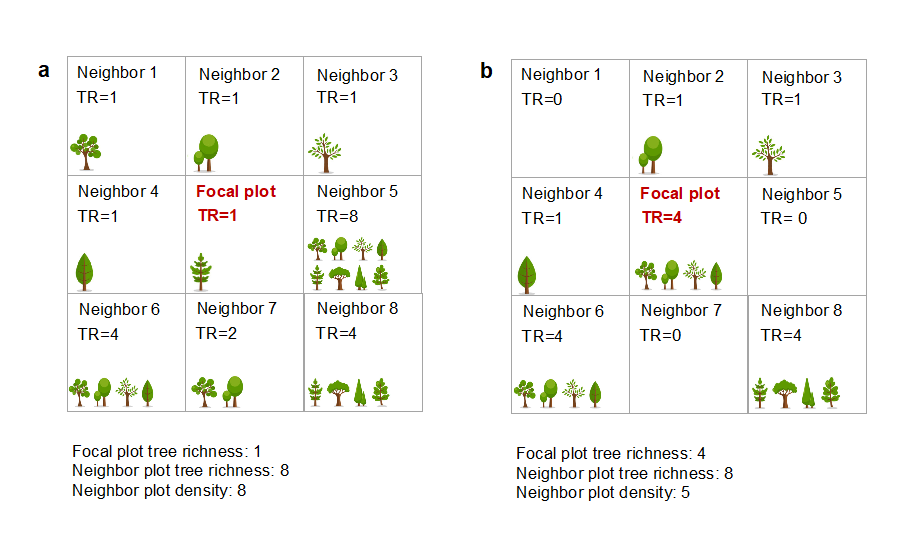 a
Neighbor 1
TR=1
Neighbor 2
TR=1
Neighbor 3
TR=1
Neighbor 4
TR=1
Focal plot
TR=1
Neighbor 5
TR=8
Neighbor 6
TR=4
Neighbor 7
TR=2
Neighbor 8
TR=4
Focal plot tree richness: 1
Neighbor plot tree richness: 8
Neighbor plot density: 8
b
Neighbor 1
TR=0
Neighbor 2
TR=1
Neighbor 3
TR=1
Neighbor 4
TR=1
Focal plot
TR=4
Neighbor 5
TR= 0
Neighbor 6
TR=4
Neighbor 7
TR=0
Neighbor 8
TR=4
Focal plot tree richness: 4
Neighbor plot tree richness: 8
Neighbor plot density: 5